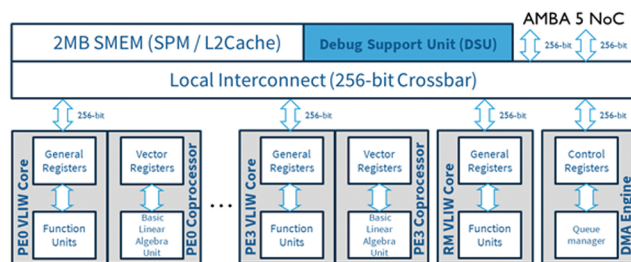 AMBA 5 NoC
2MB SMEM (SPM / L2Cache)
Debug Support Unit (DSU)
256-bit
256-bit
Local Interconnect (256-bit Crossbar)
256-bit
256-bit
256-bit
256-bit
PE0 VLIW Core
General
Registers
Function
Units
Vector
Registers
Basic
Linear
Algebra
Unit
PE0 Coprocessor
...
PE3 VLIW Core
General
Registers
Function
Units
Vector
Registers
Basic
Linear
Algebra
Unit
PE3 Coprocessor
RM VLIW Core
General
Registers
Function
Units
Control
Registers
Queue
manager
DMA Engine